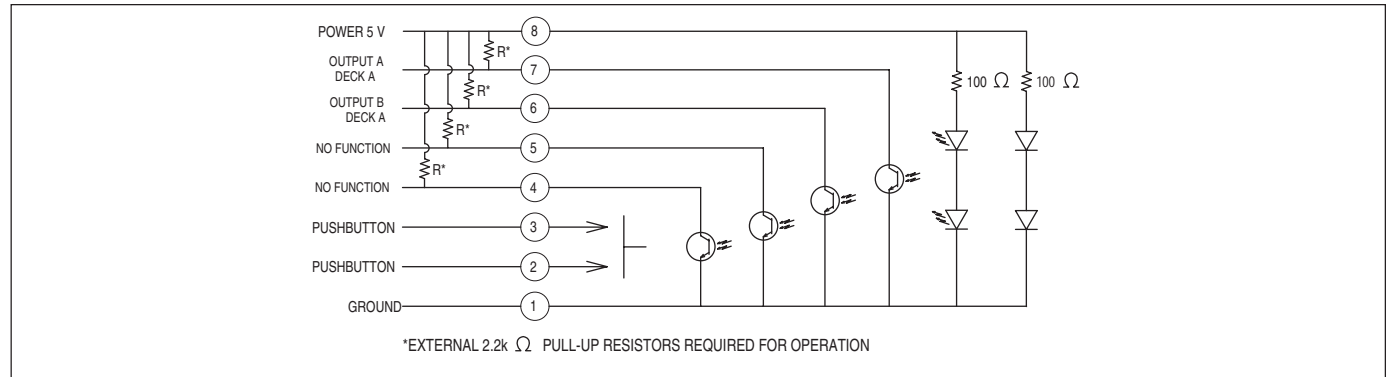 POWER 5 V
8
R*
OUTPUT A
DECK A
7
100 Ω
100 Ω
R*
OUTPUT B
DECK A
6
R*
NO FUNCTION
5
R*
NO FUNCTION
4
PUSHBUTTON
3
PUSHBUTTON
2
GROUND
1
*EXTERNAL 2.2k Ω PULL-UP RESISTORS REQUIRED FOR OPERATION